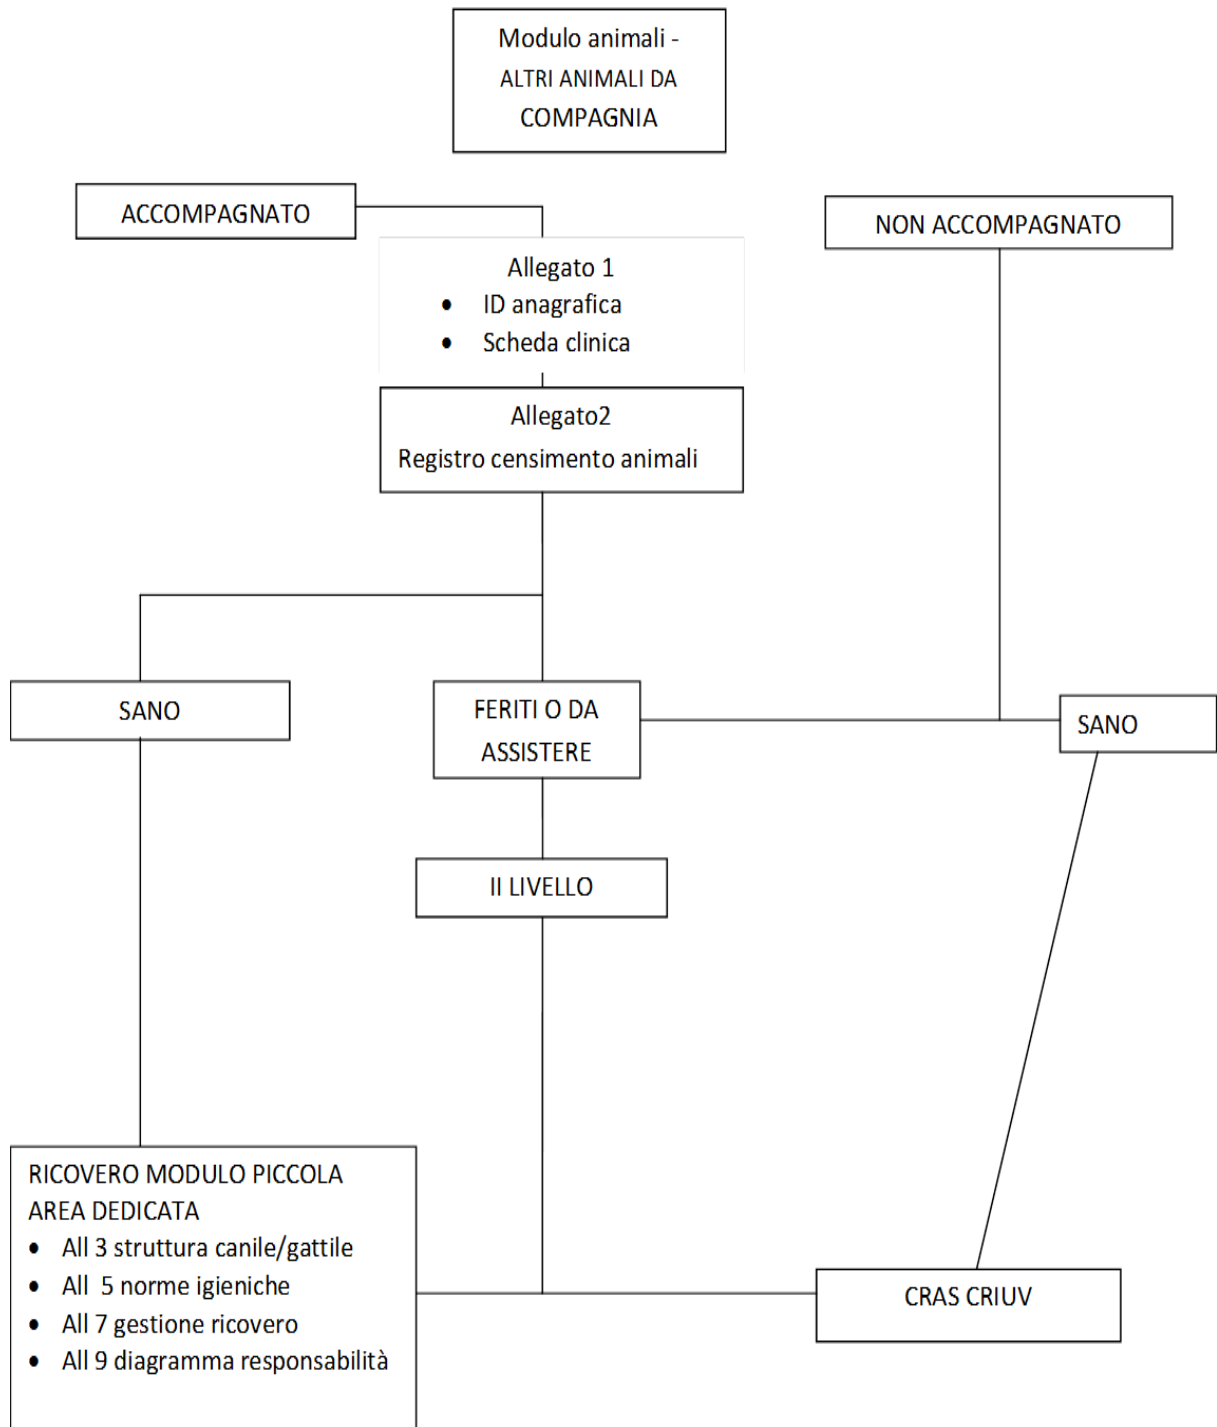 Modulo animali -
ALTRI ANIMALI DA
COMPAGNIA
ACCOMPAGNATO
NON ACCOMPAGNATO
Allegato 1
• ID anagrafica
• Scheda clinica
Allegato2
Registro censimento animali
SANO
FERITI O DA
ASSISTERE
SANO
II LIVELLO
RICOVERO MODULO PICCOLA
AREA DEDICATA
• All 3 struttura canile/gattile
• All 5 norme igieniche
• All 7 gestione ricovero
• All 9 diagramma responsabilità
CRAS CRIUV